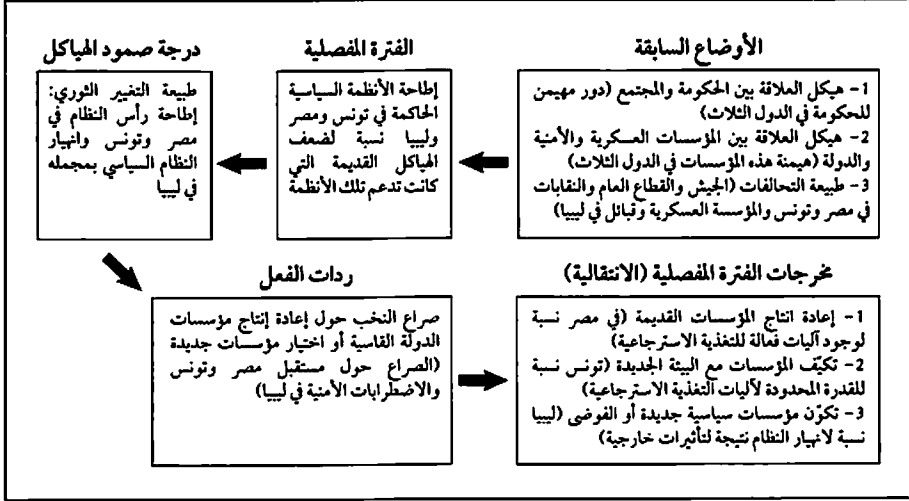 الأوضاع السابقة
1- هيكل العلاقة بين الحكومة والمجتمع (دور مهيمن
للحكومة في الدول الثلاث)
2- هيكل العلاقة بين المؤسسات العسكرية والأمنية
والدولة (هيمنة هذه المؤسسات في الدول الثلاث)
3- طبيعة التحالفات (الجيش والقطاع العام والنقابات
في مصر وتونس والمؤسسة العسكرية وقبائل في ليبيا)
الفترة المفصلية
إطاحة الأنظمة السياسية
الحاكمة في تونس ومصر
وليبيا نسبة لضعف
الهياكل القديمة التي
كانت تدعم تلك الأنظمة
درجة صمود الهياكل
طبيعة التغيير الثوري:
إطاحة رأس النظام في
مصر وتونس وانهيار
النظام السياسي بمجمله
في ليبيا
ردات الفعل
صراع النخب حول إعادة إنتاج مؤسسات
الدولة القاسية أو اختيار مؤسسات جديدة
(الصراع حول مستقبل مصر وتونس
والاضطرابات الأمنية في ليبيا)
مخرجات الفترة المفصلية (الانتقالية)
1- إعادة انتاج المؤسسات القديمة (في مصر نسبة
لوجود آليات فعالة للتغذية الاسترجاعية)
2- تكيّف المؤسسات مع البيئة الجديدة (تونس نسبة
للقدرة المحدودة لآليات التغذية الاسترجاعية)
3- تكوّن مؤسسات سياسية جديدة أو الفوضى (ليبيا
نسبة لانهيار النظام نتيجة لتأثيرات خارجية)